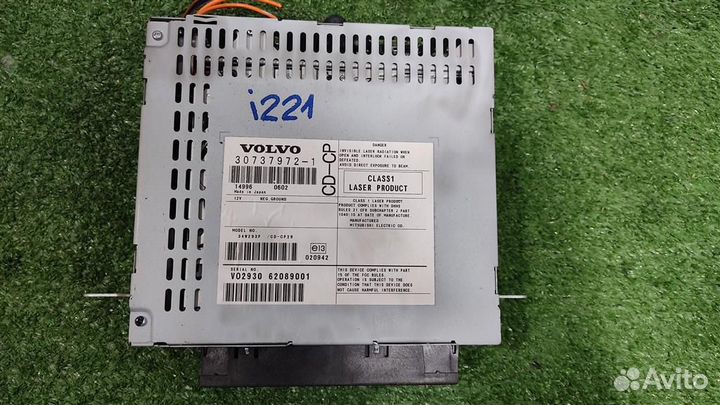 i221
VOLVO
30737972-1
14996 0602
Made in Japan
12V NEG.GROUND
MODEL NO.
34W293P /CD-CP29
e13
020942
SERIAL NO.
VO2930 62089001
CD-CP
DANGER
INVISIBLE LASER RADIATION WHEN
OPEN AND INTERLOCK FAILED OR
DEFEATED.
AVOID DIRECT EXPOSURE TO BEAM.
CLASS1
LASER PRODUCT
CLASS 1 LASER PRODUCT
PRODUCT COMPLIES WITH DHHS
RULES 21 CFR SUBCHAPTER J PART
1040:10 AT DATE OF MANUFACTURE
MANUFACTURED
MITSUBISHI ELECTRIC CO.
THIS DEVICE COMPLIES WITH PART
15 OF THE FCC RULES.
OPERATION IS SUBJECT TO THE
CONDITION THAT THIS DEVICE DOES
NOT CAUSE HARMFUL INTERFERENCE
Avito